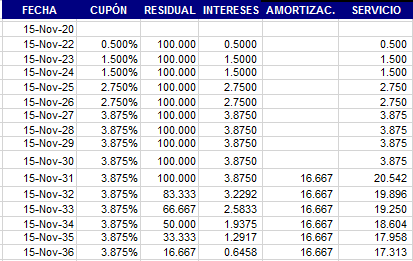 FECHA CUPÓN RESIDUAL INTERESES AMORTIZAC. SERVICIO
15-Nov-20
15-Nov-22 0.500% 100.000 0.5000 0.500
15-Nov-23 1.500% 100.000 1.5000 1.500
15-Nov-24 1.500% 100.000 1.5000 1.500
15-Nov-25 2.750% 100.000 2.7500 2.750
15-Nov-26 2.750% 100.000 2.7500 2.750
15-Nov-27 3.875% 100.000 3.8750 3.875
15-Nov-28 3.875% 100.000 3.8750 3.875
15-Nov-29 3.875% 100.000 3.8750 3.875
15-Nov-30 3.875% 100.000 3.8750 3.875
15-Nov-31 3.875% 100.000 3.8750 16.667 20.542
15-Nov-32 3.875% 83.333 3.2292 16.667 19.896
15-Nov-33 3.875% 66.667 2.5833 16.667 19.250
15-Nov-34 3.875% 50.000 1.9375 16.667 18.604
15-Nov-35 3.875% 33.333 1.2917 16.667 17.958
15-Nov-36 3.875% 16.667 0.6458 16.667 17.313